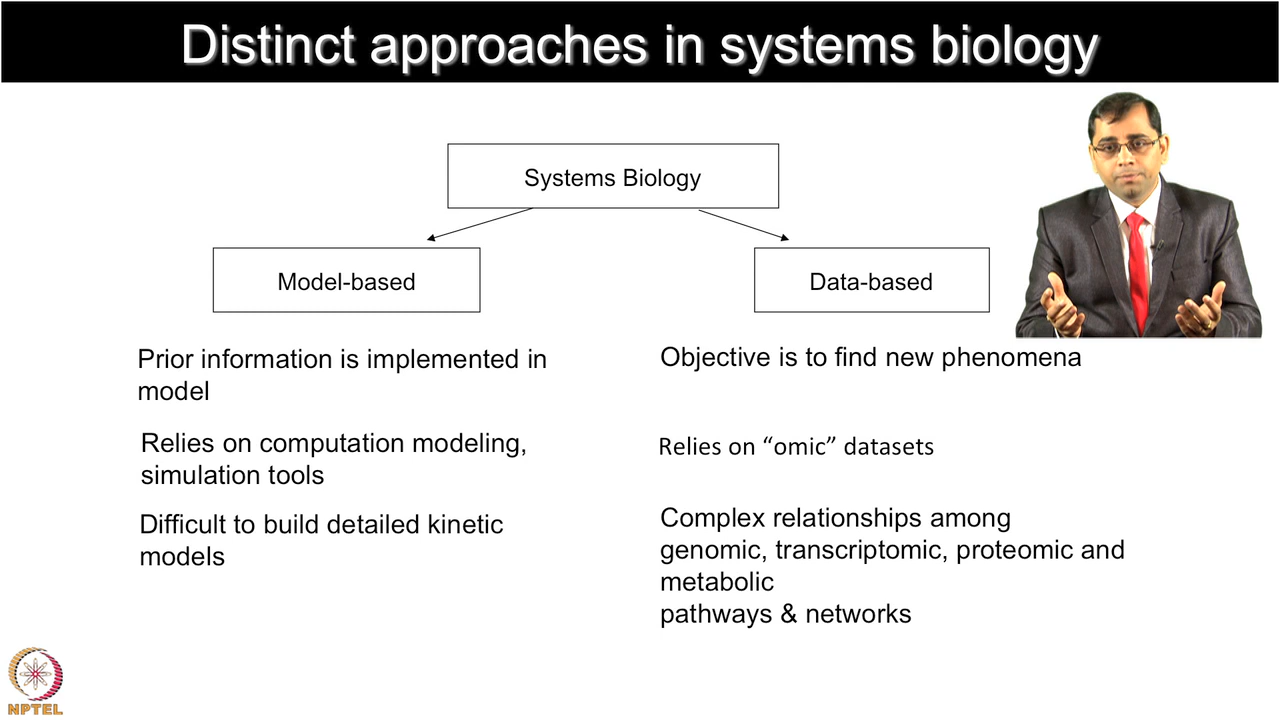 Distinct approaches in systems biology
Systems Biology
Model-based
Data-based
Prior information is implemented in
model
Relies on computation modeling,
simulation tools
Difficult to build detailed kinetic
models
Objective is to find new phenomena
Relies on “omic” datasets
Complex relationships among
genomic, transcriptomic, proteomic and
metabolic
pathways & networks
NPTEL